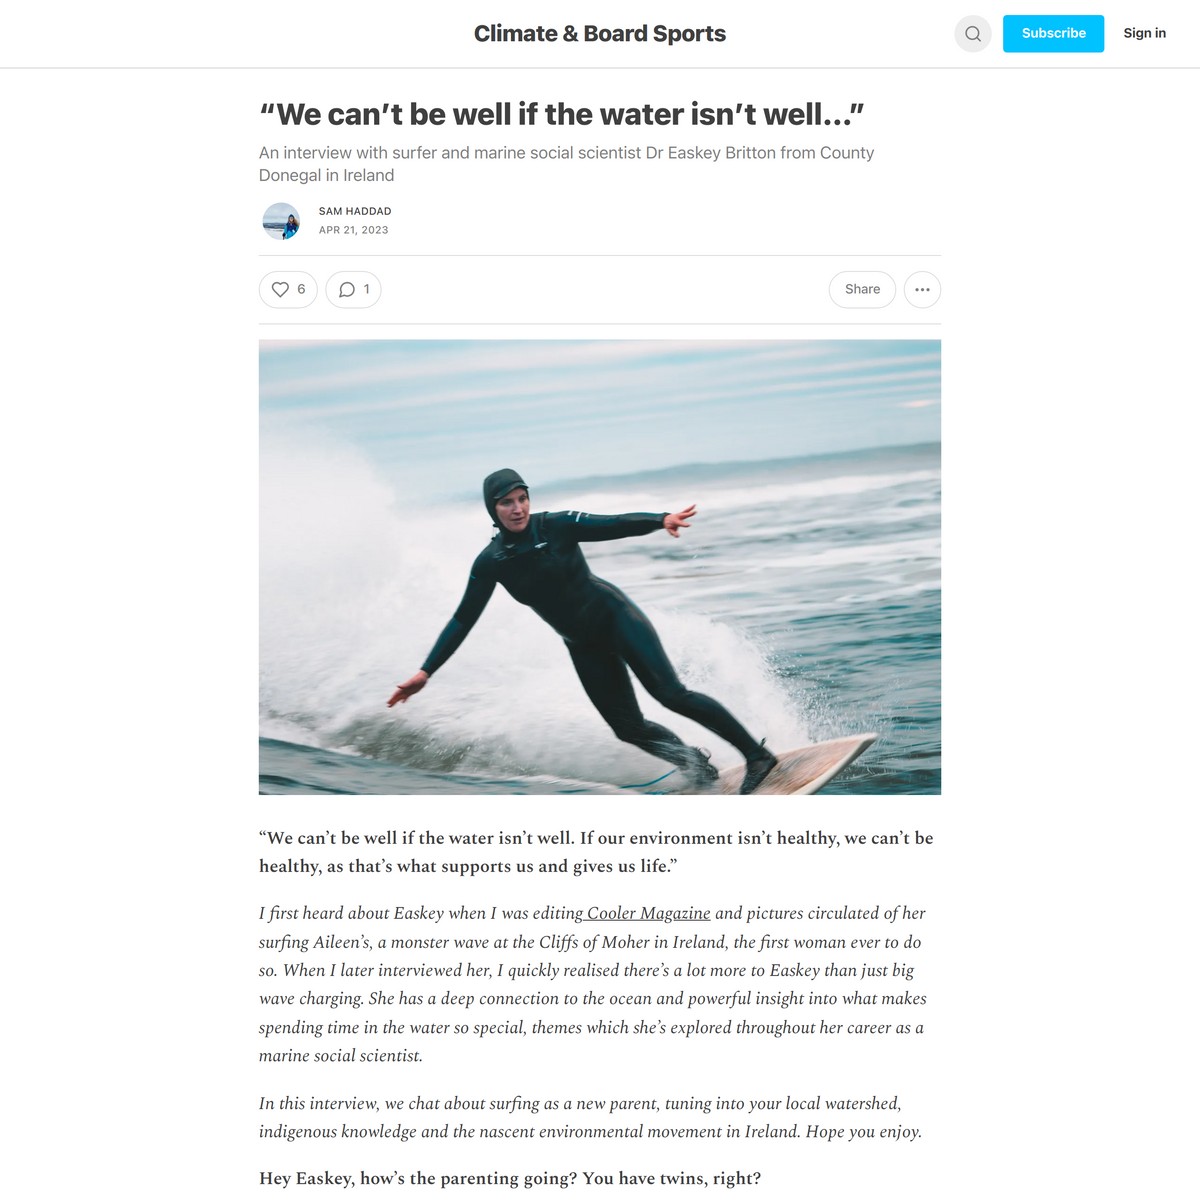 Climate & Board Sports
Subscribe
Sign in
“We can’t be well if the water isn’t well…”
An interview with surfer and marine social scientist Dr Easkey Britton from County
Donegal in Ireland
SAM HADDAD
APR 21, 2023
6
1
Share
“We can’t be well if the water isn’t well. If our environment isn’t healthy, we can’t be
healthy, as that’s what supports us and gives us life.”
I first heard about Easkey when I was editing Cooler Magazine and pictures circulated of her
surfing Aileen’s, a monster wave at the Cliffs of Moher in Ireland, the first woman ever to do
so. When I later interviewed her, I quickly realised there’s a lot more to Easkey than just big
wave charging. She has a deep connection to the ocean and powerful insight into what makes
spending time in the water so special, themes which she’s explored throughout her career as a
marine social scientist.
In this interview, we chat about surfing as a new parent, tuning into your local watershed,
indigenous knowledge and the nascent environmental movement in Ireland. Hope you enjoy.
Hey Easkey, how’s the parenting going? You have twins, right?